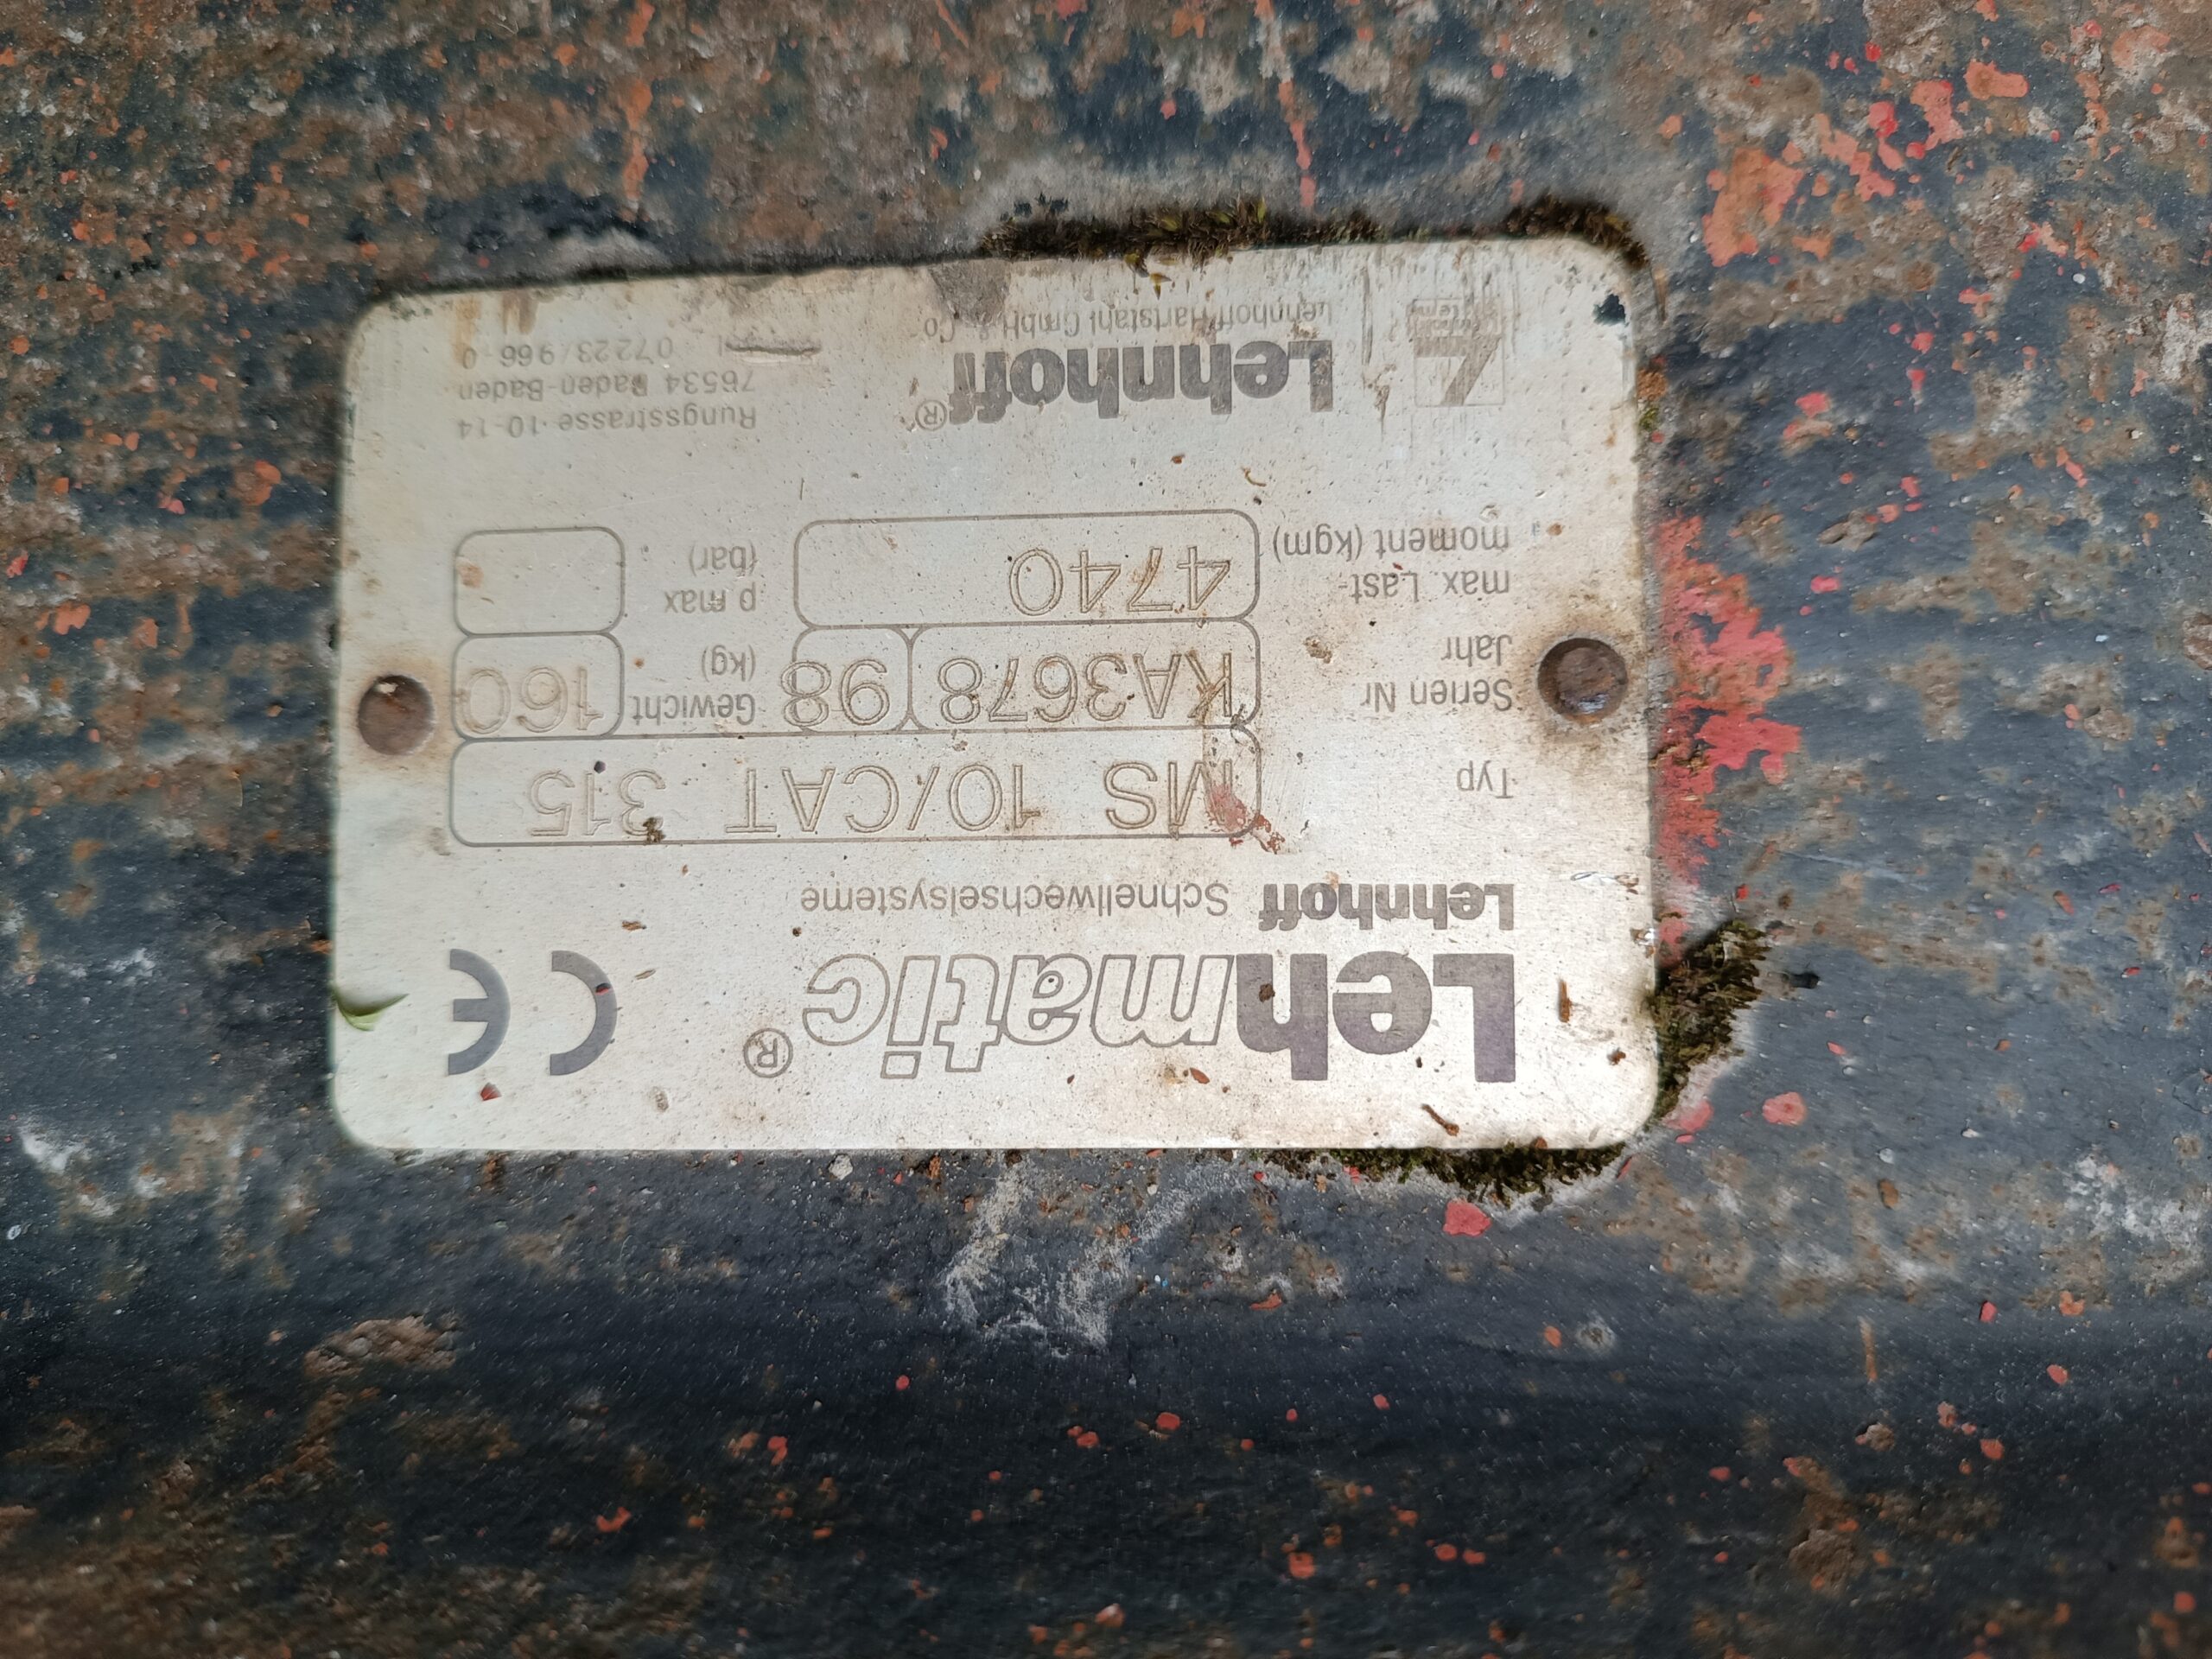 Lehmatic® CE
Lehnhoff Schnellwechselsysteme
Typ MS 10/CAT 315
Serien Nr
Jahr KA3678 98 Gewicht
(kg) 160
max. Last-
moment (kgm) 4740 p max
(bar)
Lehnhoff®
Lehnhoff Hartstahl GmbH & Co
Rungsstrasse 10-14
76534 Baden-Baden
07223/966-0